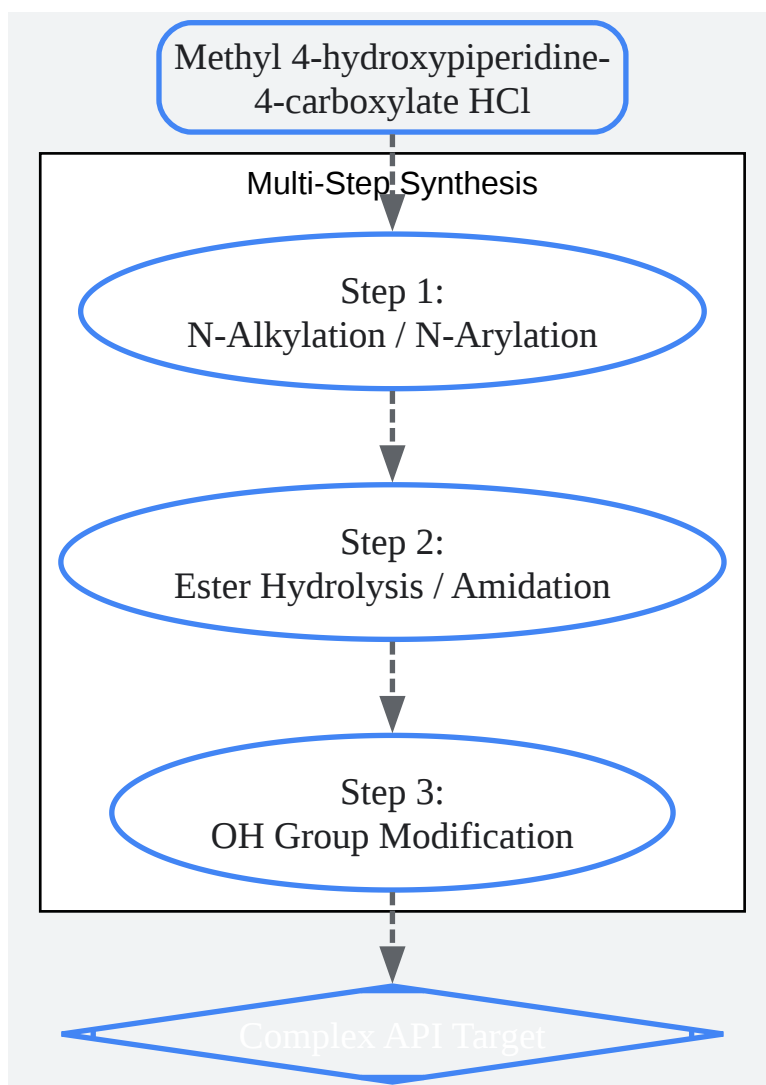 Methyl 4-hydroxypiperidine-
4-carboxylate HCl
Multi-Step Synthesis
Step 1:
N-Alkylation / N-Arylation
Step 2:
Ester Hydrolysis / Amidation
Step 3:
OH Group Modification
Complex API Target